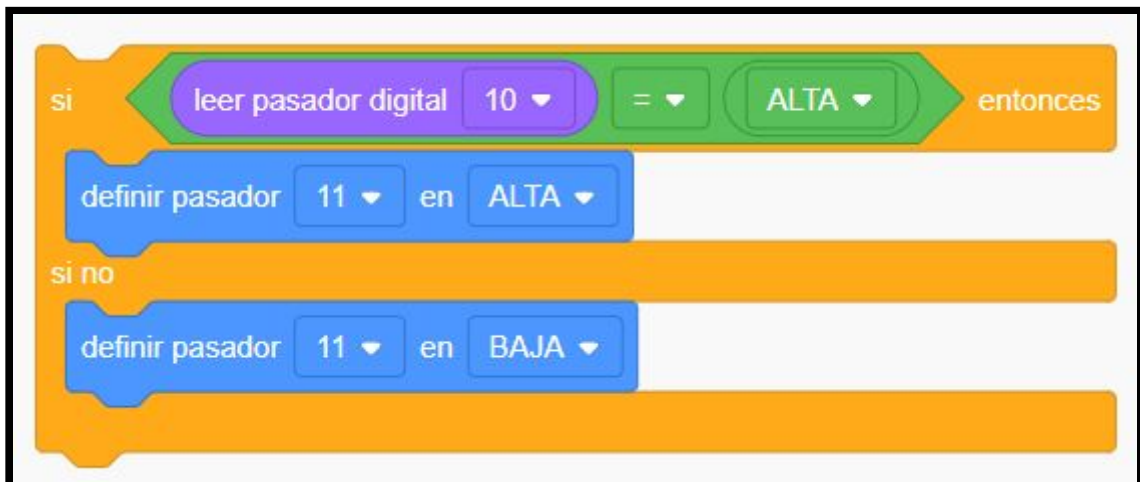 si leer pasador digital 10 = ALTA entonces
definir pasador 11 en ALTA
si no
definir pasador 11 en BAJA